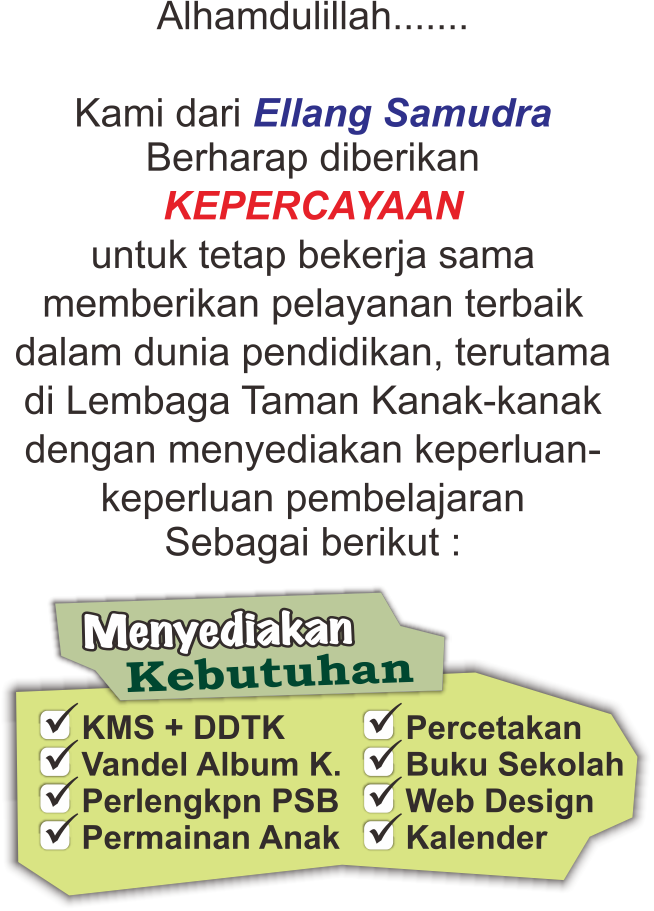 Alhamdulillah.......
Kami dari Ellang Samudra
Berharap diberikan
KEPERCAYAAN
untuk tetap bekerja sama
memberikan pelayanan terbaik
dalam dunia pendidikan, terutama
di Lembaga Taman Kanak-kanak
dengan menyediakan keperluan-
keperluan pembelajaran
Sebagai berikut :
Menyediakan
Kebutuhan
KMS + DDTK
Vandel Album K.
Perlengkpn PSB
Permainan Anak
Percetakan
Buku Sekolah
Web Design
Kalender